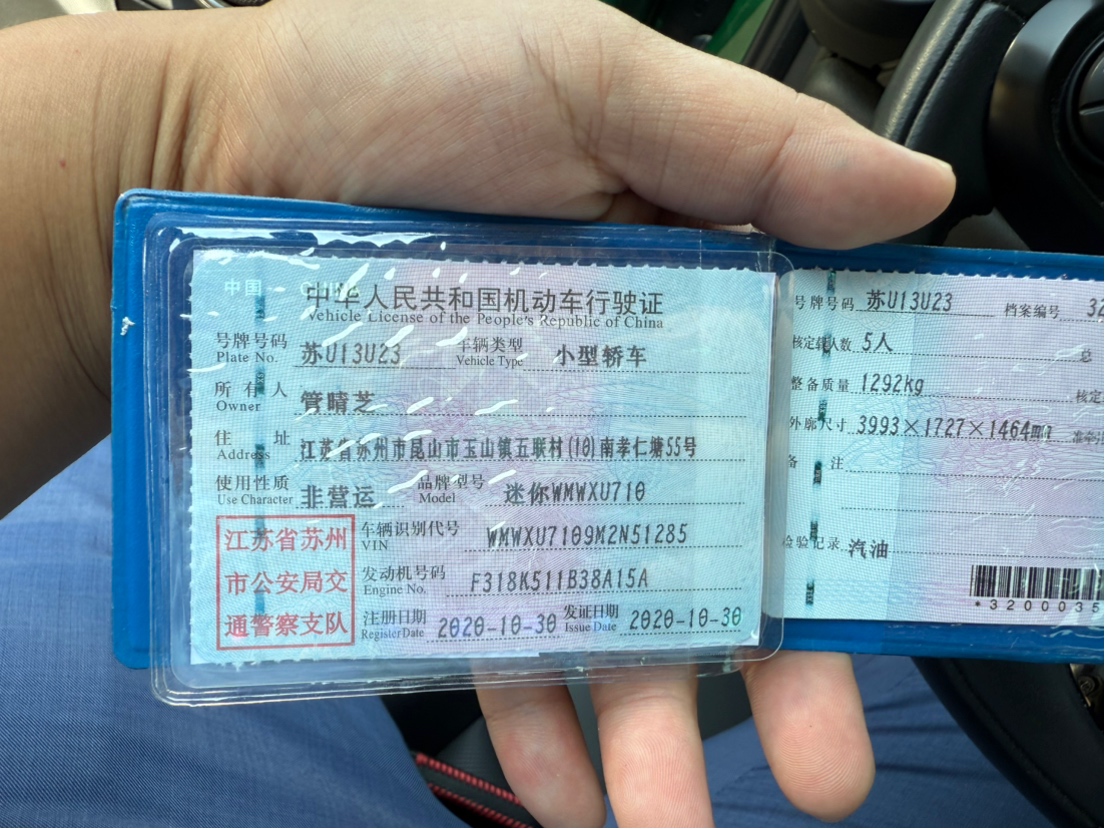 中国 CHINA
中华人民共和国机动车行驶证
Vehicle License of the People's Republic of China
号牌号码 苏U13U23 车辆类型 小型轿车
Plate No. Vehicle Type
所有人 管晴芝
Owner
住址 江苏省苏州市昆山市玉山镇五联村(10)南孝仁塘55号
Address
使用性质 非营运 品牌型号 迷你WMWXU710
Use Character Model
江苏省苏州
市公安局交
通警察支队
车辆识别代号 WMWXU7109M2N51285
VIN
发动机号码 F318K511B38A15A
Engine No.
注册日期 2020-10-30 发证日期 2020-10-30
Register Date Issue Date
号牌号码 苏U13U23 档案编号 32
核定载人数 5人 总
整备质量 1292kg 核定
外廓尺寸 3993×1727×1464mm 准牵引
备注
检验记录 汽油
*3200035